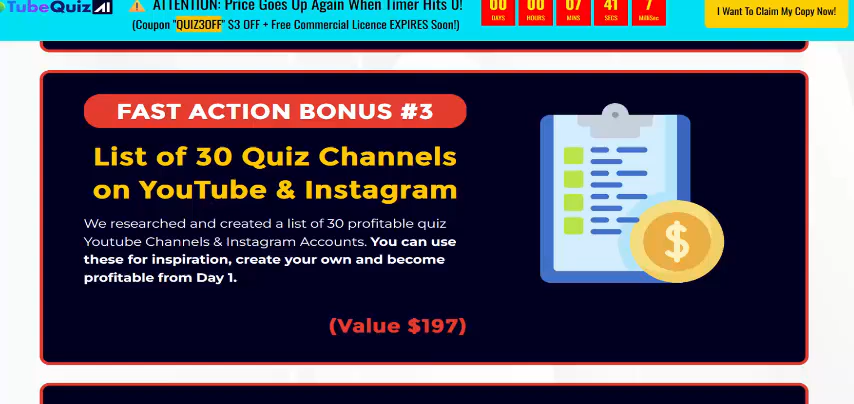 TubeQuiz AI
ATTENTION: Price Goes Up Again When Timer Hits 0!
(Coupon "QUIZ3OFF" $3 OFF + Free Commercial Licence EXPIRES Soon!)
00 00 07 41 7
DAYS HOURS MINS SECS MilliSec
I Want To Claim My Copy Now!
FAST ACTION BONUS #3
List of 30 Quiz Channels
on YouTube & Instagram
We researched and created a list of 30 profitable quiz
Youtube Channels & Instagram Accounts. You can use
these for inspiration, create your own and become
profitable from Day 1.
(Value $197)
$